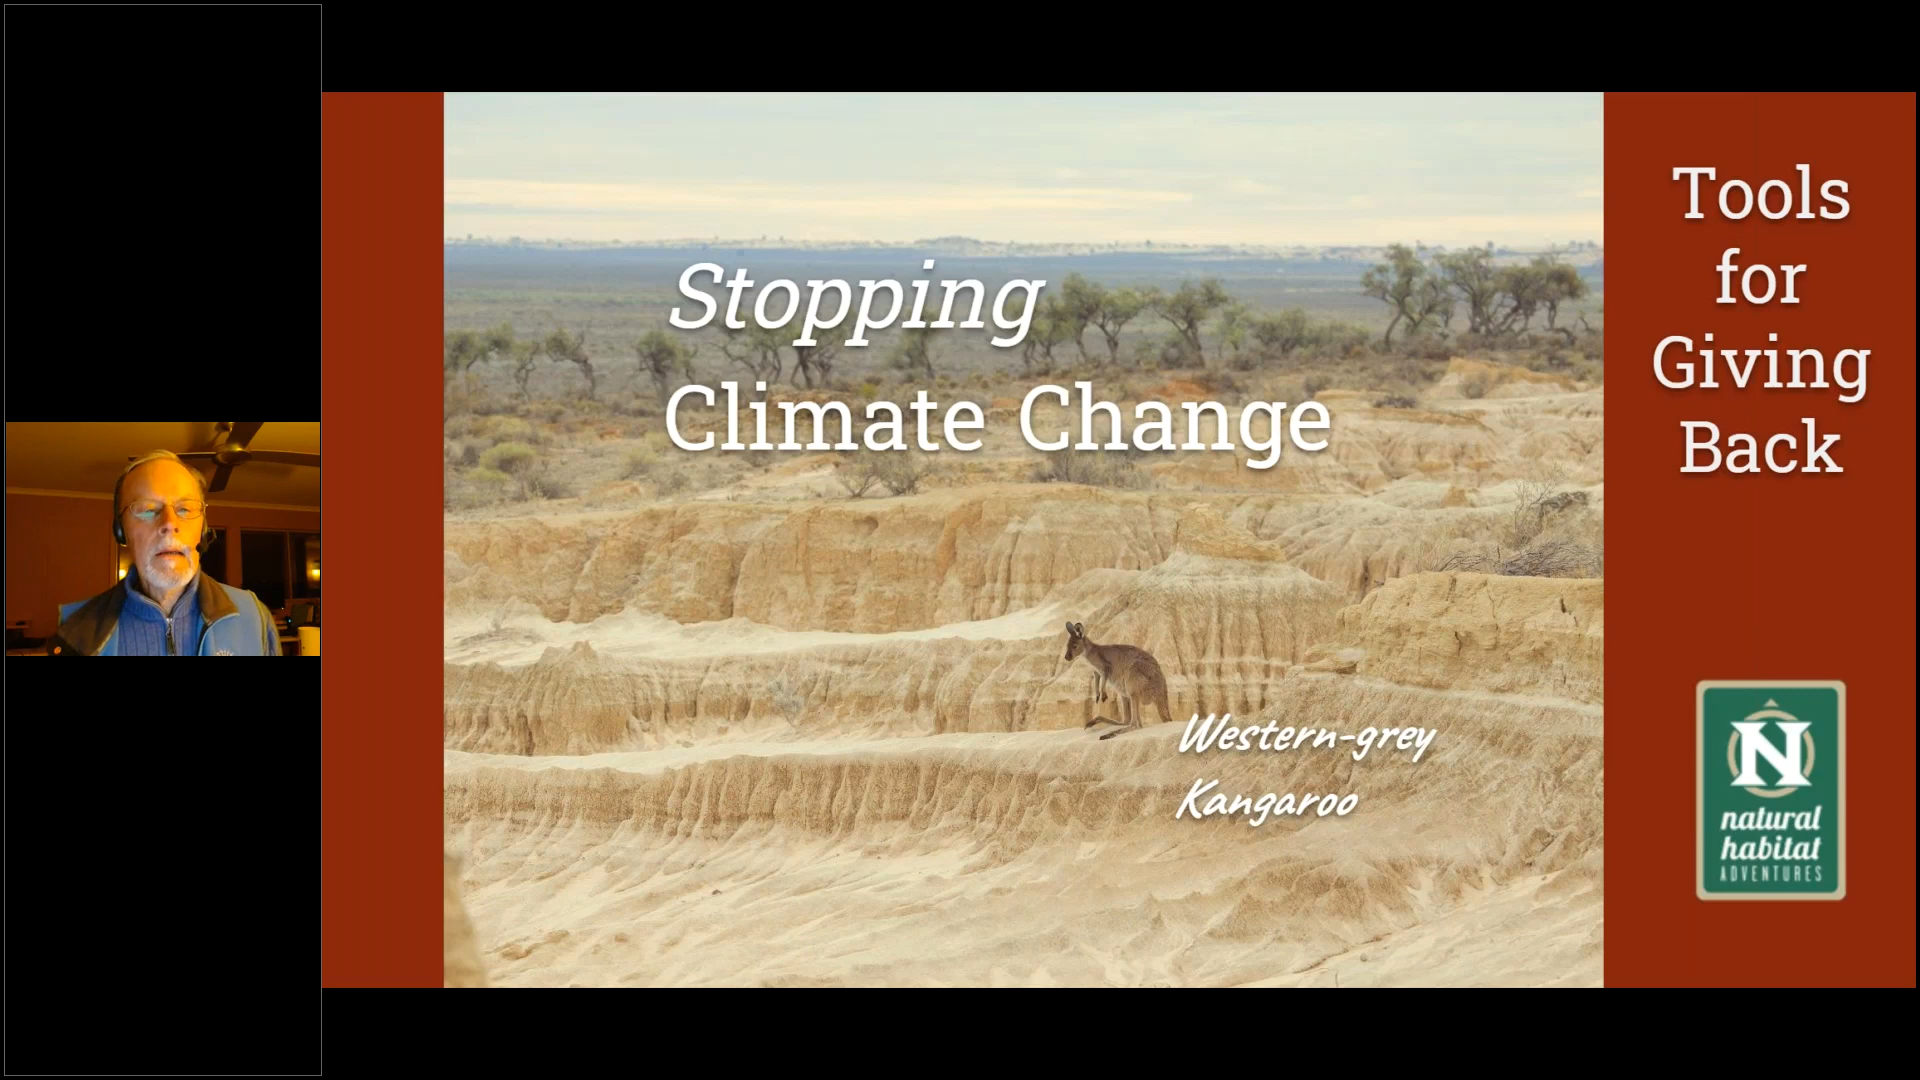 Stopping
Climate Change
Western-grey
Kangaroo
Tools
for
Giving
Back
N
natural
habitat
ADVENTURES